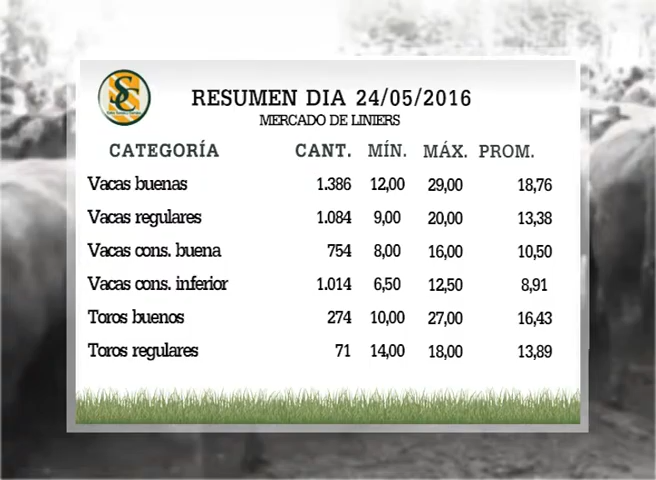 SC
RESUMEN DIA 24/05/2016
MERCADO DE LINIERS
CATEGORÍA CANT. MÍN. MÁX. PROM.
Vacas buenas 1.386 12,00 29,00 18,76
Vacas regulares 1.084 9,00 20,00 13,38
Vacas cons. buena 754 8,00 16,00 10,50
Vacas cons. inferior 1.014 6,50 12,50 8,91
Toros buenos 274 10,00 27,00 16,43
Toros regulares 71 14,00 18,00 13,89